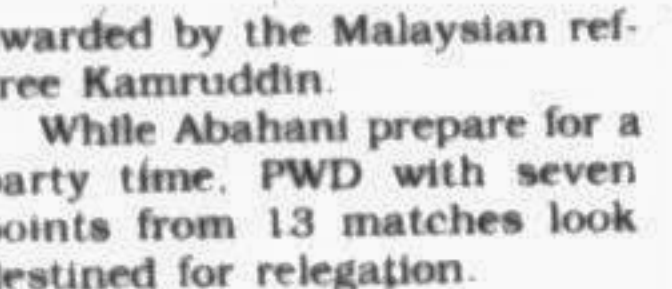 warded by the Malaysian ref-
ree Kamruddin.
While Abahani prepare for a
party time, PWD with seven
points from 13 matches look
destined for relegation.